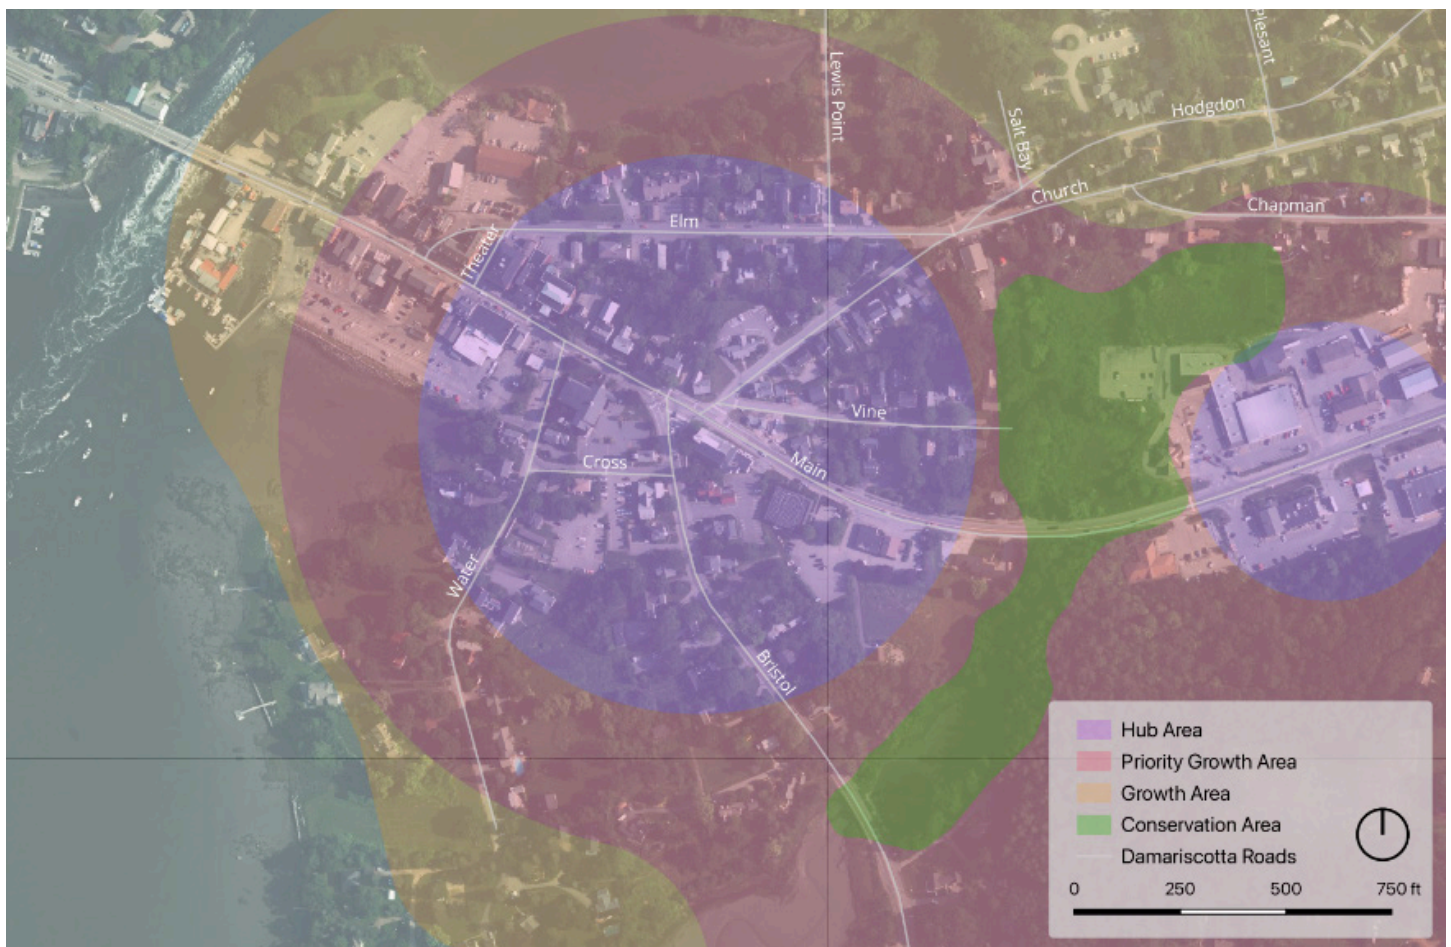 Plesant
Lewis Point
Hodgdon
Salt Bay
Church
Chapman
Elm
Theater
Vine
Main
Cross
Water
Bristol
Hub Area
Priority Growth Area
Growth Area
Conservation Area
Damariscotta Roads
0 250 500 750 ft